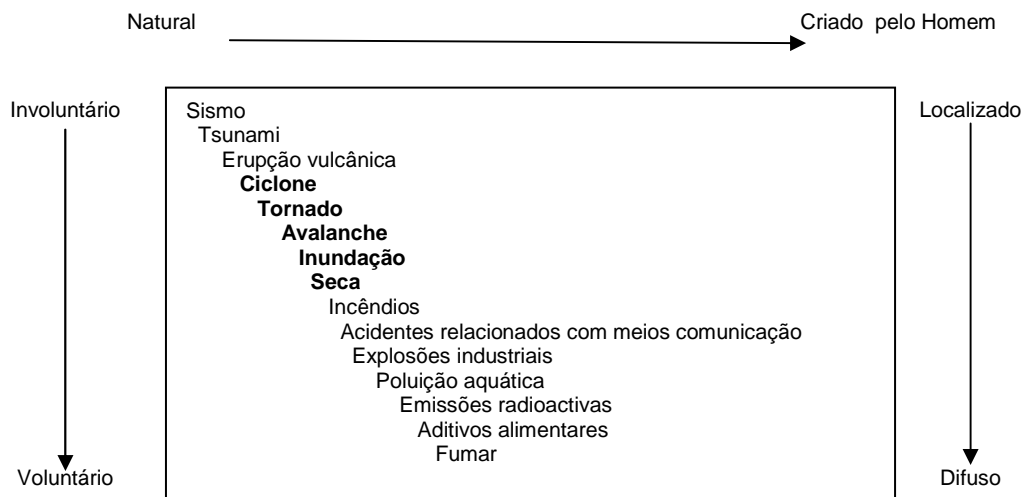 Natural Criado pelo Homem
Involuntário Sismo Localizado
Tsunami
Erupção vulcânica
Ciclone
Tornado
Avalanche
Inundação
Seca
Incêndios
Acidentes relacionados com meios comunicação
Explosões industriais
Poluição aquática
Emissões radioactivas
Aditivos alimentares
Fumar
Voluntário Difuso